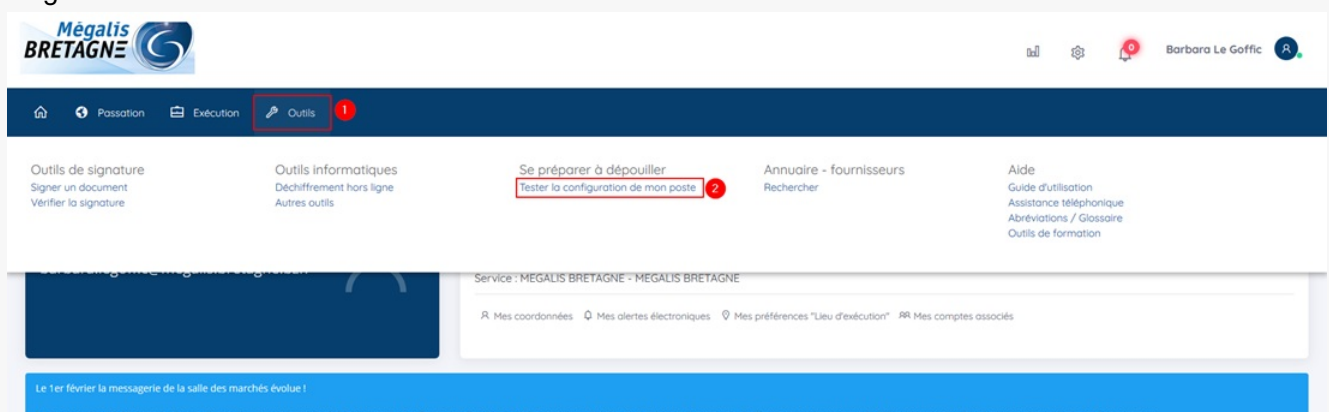 Mēgalis
BRETAGNE
0
Barbara Le Goffic
Passation
Exécution
Outils
1
Outils de signature
Signer un document
Vérifier la signature
Outils informatiques
Déchiffrement hors ligne
Autres outils
Se préparer à dépouiller
Tester la configuration de mon poste
2
Annuaire - fournisseurs
Rechercher
Aide
Guide d'utilisation
Assistance téléphonique
Abréviations / Glossaire
Outils de formation
Service : MEGALIS BRETAGNE - MEGALIS BRETAGNE
Mes coordonnées
Mes alertes électroniques
Mes préférences "Lieu d'exécution"
Mes comptes associés
Le 1er février la messagerie de la salle des marchés évolue !